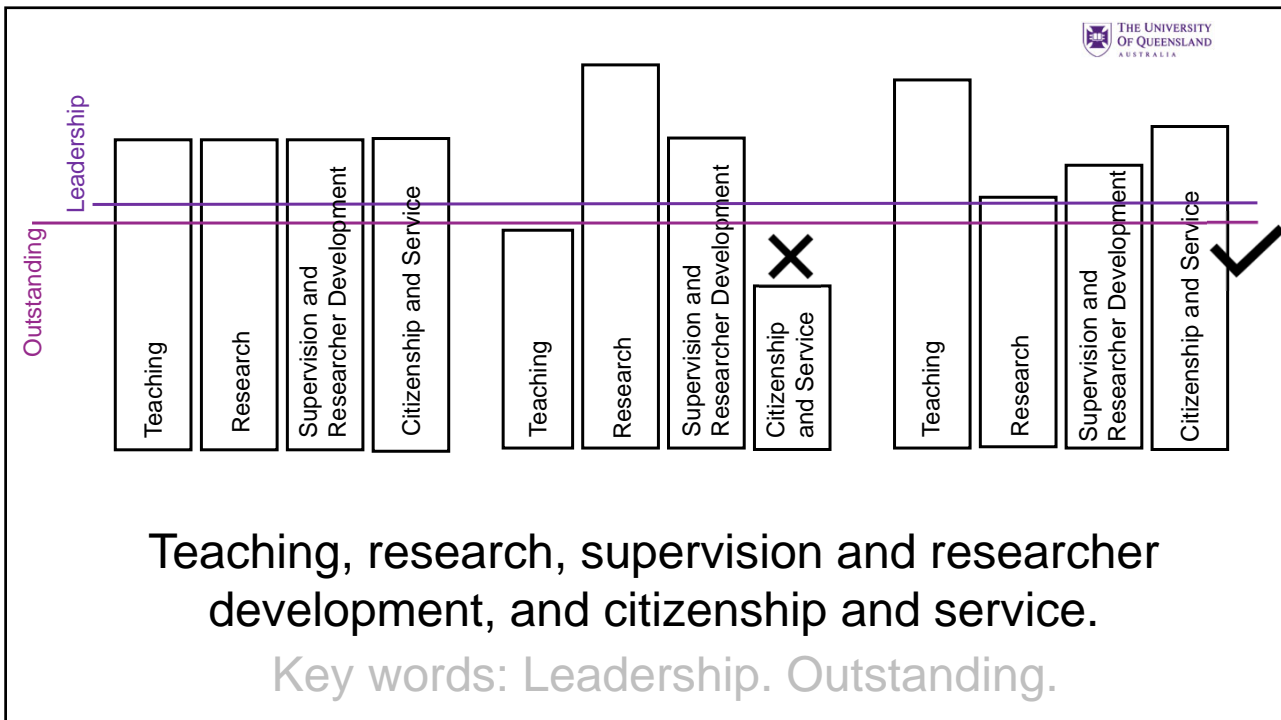 THE UNIVERSITY
OF QUEENSLAND
AUSTRALIA
Leadership
Outstanding
Teaching
Research
Supervision and
Researcher Development
Citizenship and Service
Teaching
Research
Supervision and
Researcher Development
Citizenship
and Service
Teaching
Research
Supervision and
Researcher Development
Citizenship and Service
Teaching, research, supervision and researcher
development, and citizenship and service.
Key words: Leadership. Outstanding.